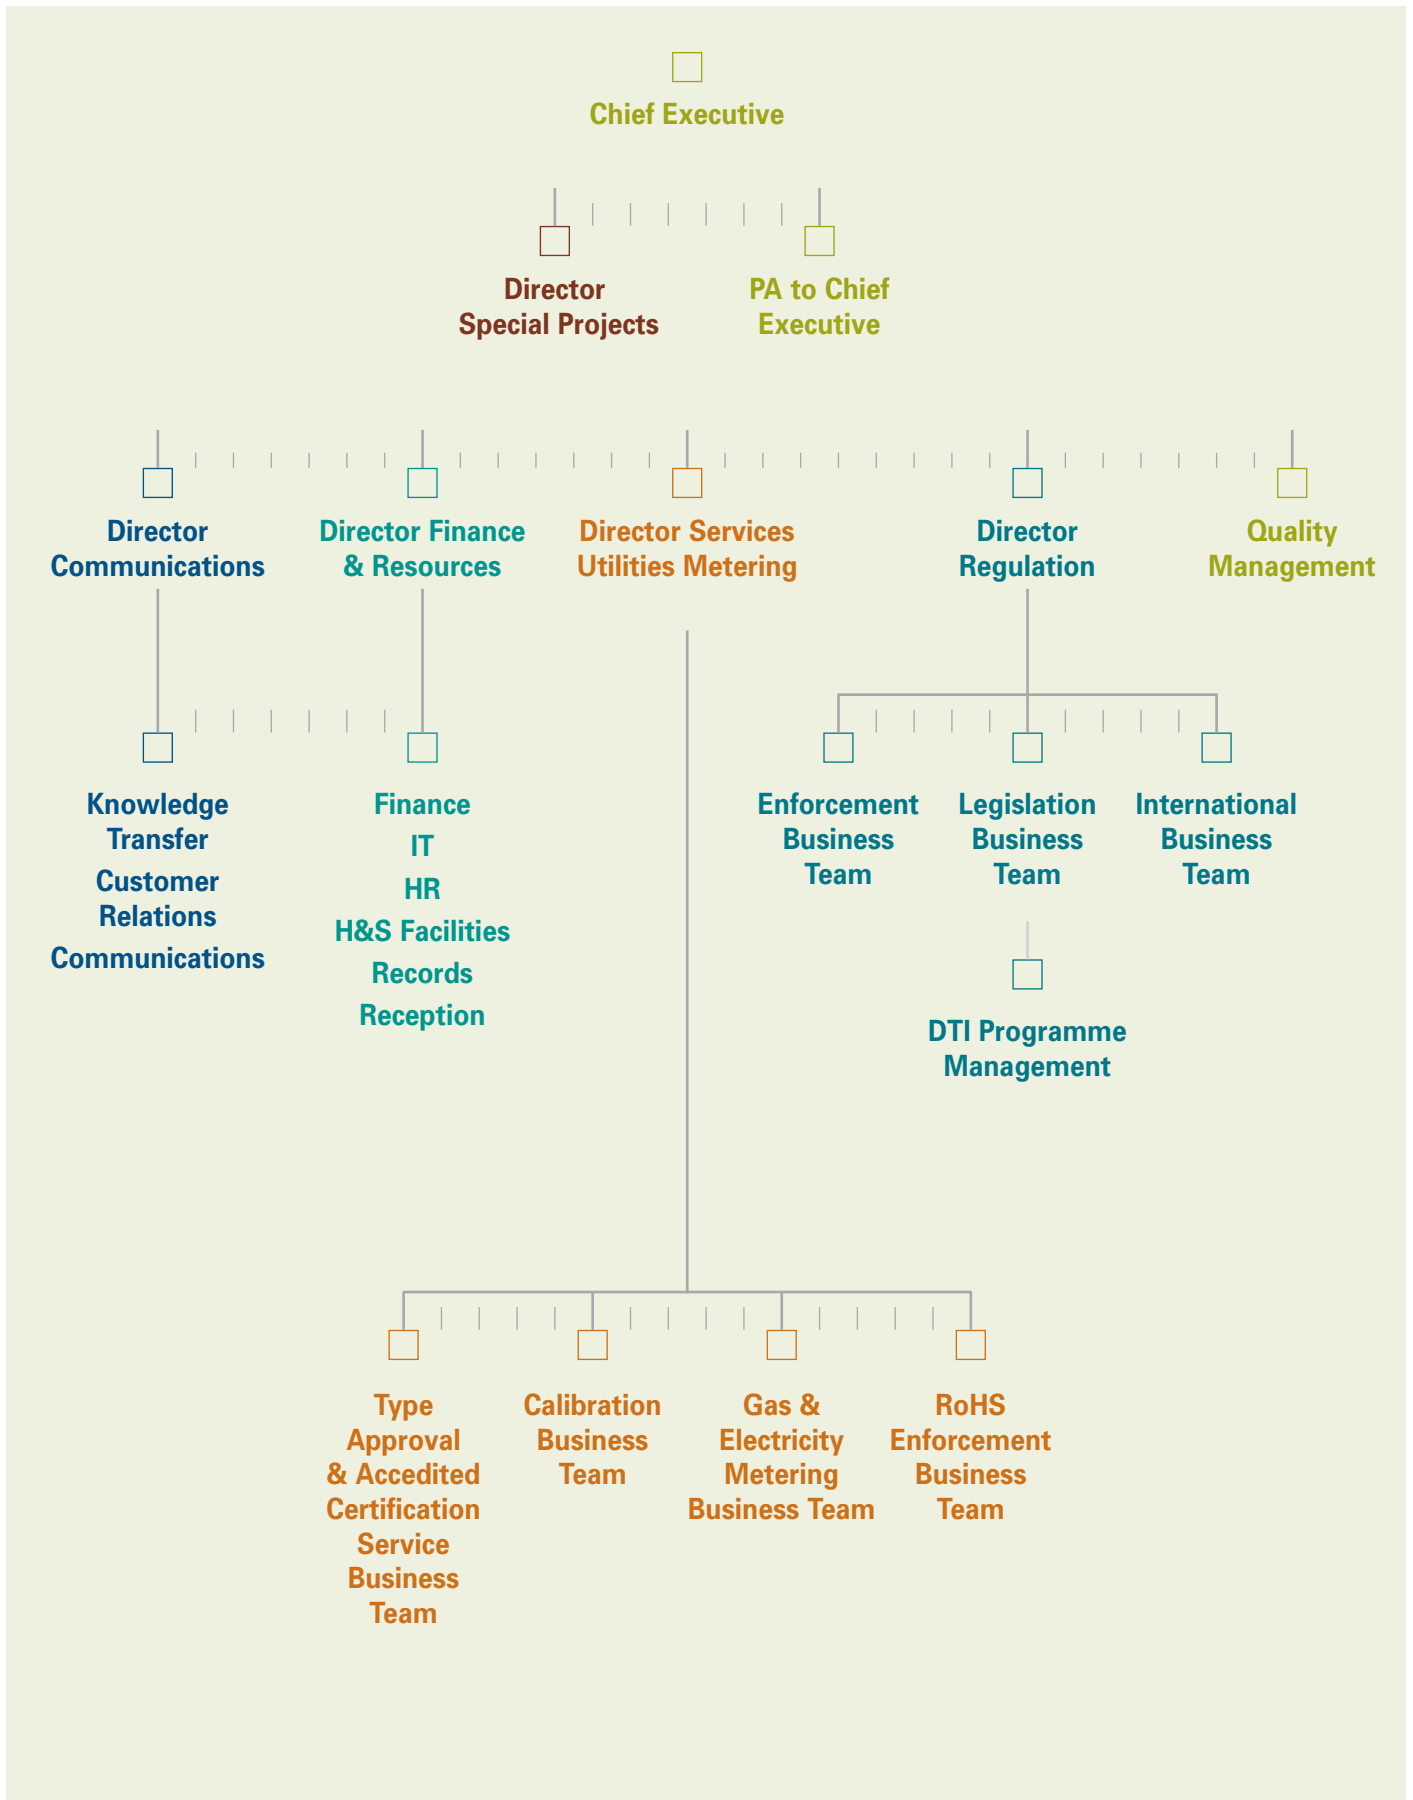 Chief Executive
Director
Special Projects
PA to Chief
Executive
Director
Communications
Director Finance
& Resources
Director Services
Utilities Metering
Director
Regulation
Quality
Management
Knowledge
Transfer
Customer
Relations
Communications
Finance
IT
HR
H&S Facilities
Records
Reception
Enforcement
Business
Team
Legislation
Business
Team
International
Business
Team
DTI Programme
Management
Type
Approval
& Accedited
Certification
Service
Business
Team
Calibration
Business
Team
Gas &
Electricity
Metering
Business Team
RoHS
Enforcement
Business
Team